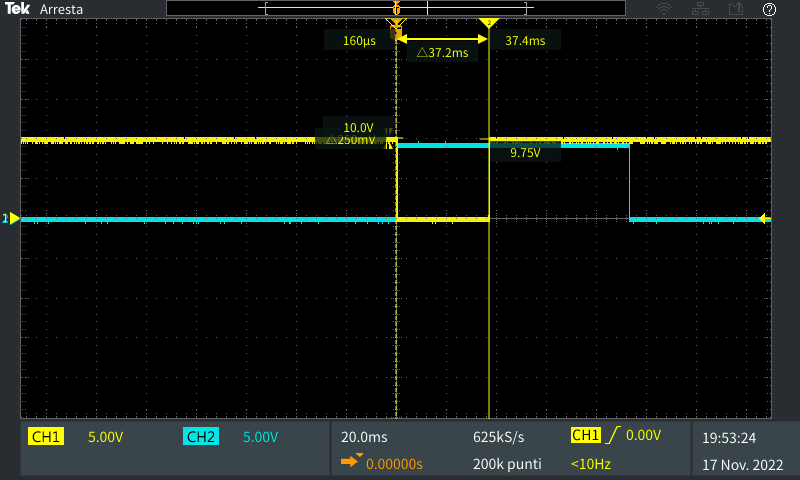 Tek Arresta
160µs 37.4ms
△37.2ms
10.0V
△250mV
9.75V
CH1 5.00V CH2 5.00V 20.0ms 625kS/s CH1 0.00V 19:53:24
0.00000s 200k punti <10Hz 17 Nov. 2022